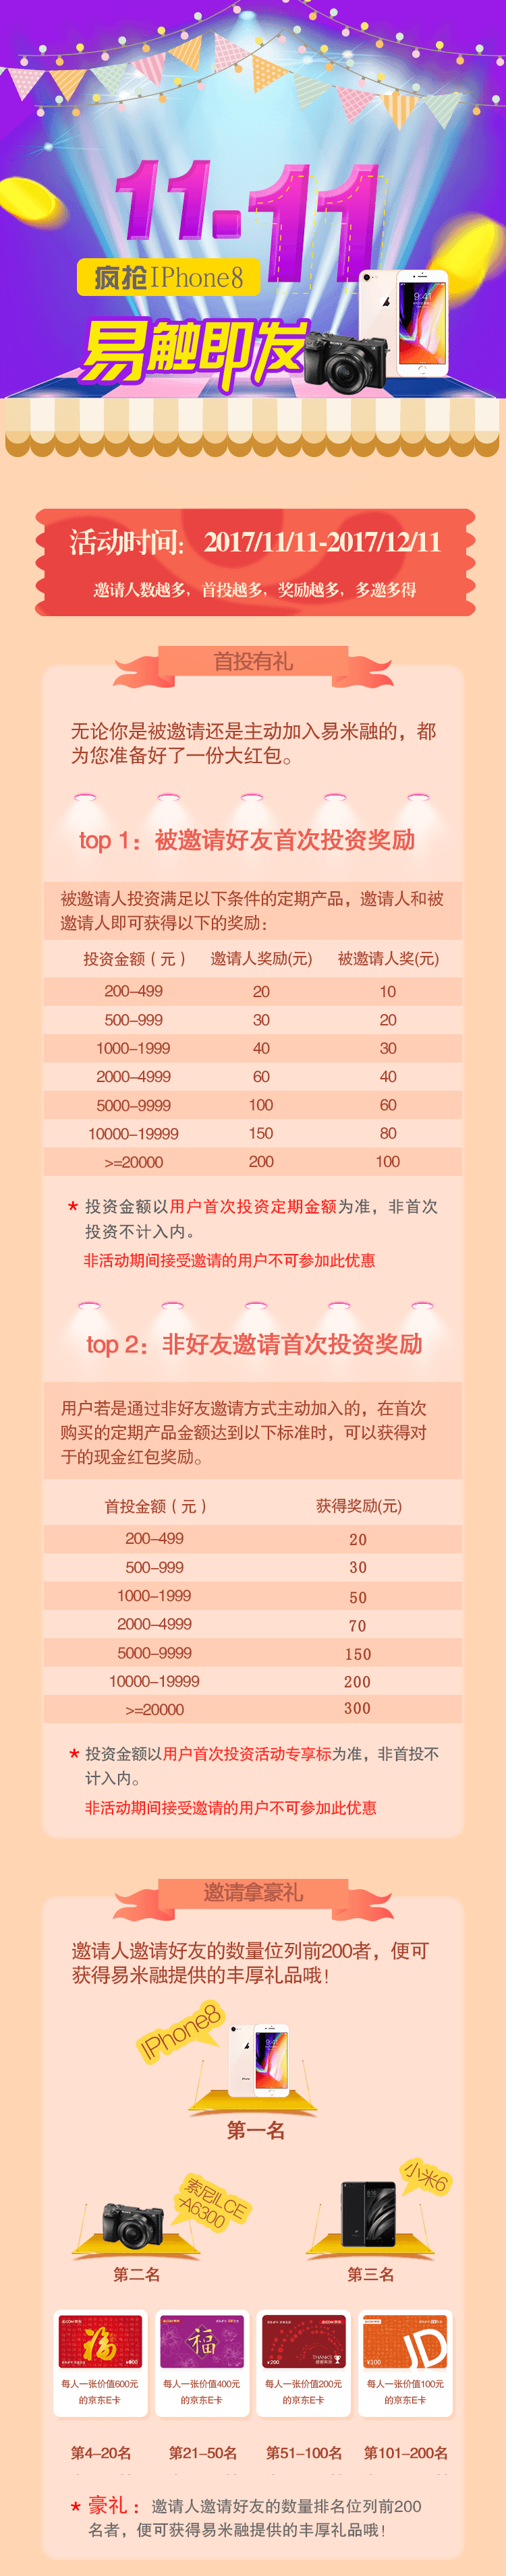 11.11
疯抢IPhone8
易触即发
9:41
活动时间： 2017/11/11-2017/12/11
邀请人数越多，首投越多，奖励越多，多邀多得
首投有礼
无论你是被邀请还是主动加入易米融的，都
为您准备好了一份大红包。
top 1：被邀请好友首次投资奖励
被邀请人投资满足以下条件的定期产品，邀请人和被
邀请人即可获得以下的奖励：
投资金额（元） 邀请人奖励(元) 被邀请人奖(元)
200-499 20 10
500-999 30 20
1000-1999 40 30
2000-4999 60 40
5000-9999 100 60
10000-19999 150 80
>=20000 200 100
* 投资金额以用户首次投资定期金额为准，非首次
投资不计入内。
非活动期间接受邀请的用户不可参加此优惠
top 2：非好友邀请首次投资奖励
用户若是通过非好友邀请方式主动加入的，在首次
购买的定期产品金额达到以下标准时，可以获得对
于的现金红包奖励。
首投金额（元） 获得奖励(元)
200-499 20
500-999 30
1000-1999 50
2000-4999 70
5000-9999 150
10000-19999 200
>=20000 300
* 投资金额以用户首次投资活动专享标为准，非首投不
计入内。
非活动期间接受邀请的用户不可参加此优惠
邀请拿豪礼
邀请人邀请好友的数量位列前200者，便可
获得易米融提供的丰厚礼品哦！
IPhone8
第一名
索尼ILCE
-A6300
小米6
第二名 第三名
福 福 THANKS JD
¥200 ¥100
每人一张价值600元 每人一张价值400元 每人一张价值200元 每人一张价值100元
的京东E卡 的京东E卡 的京东E卡 的京东E卡
第4-20名 第21-50名 第51-100名 第101-200名
* 豪礼： 邀请人邀请好友的数量排名位列前200
名者，便可获得易米融提供的丰厚礼品哦！